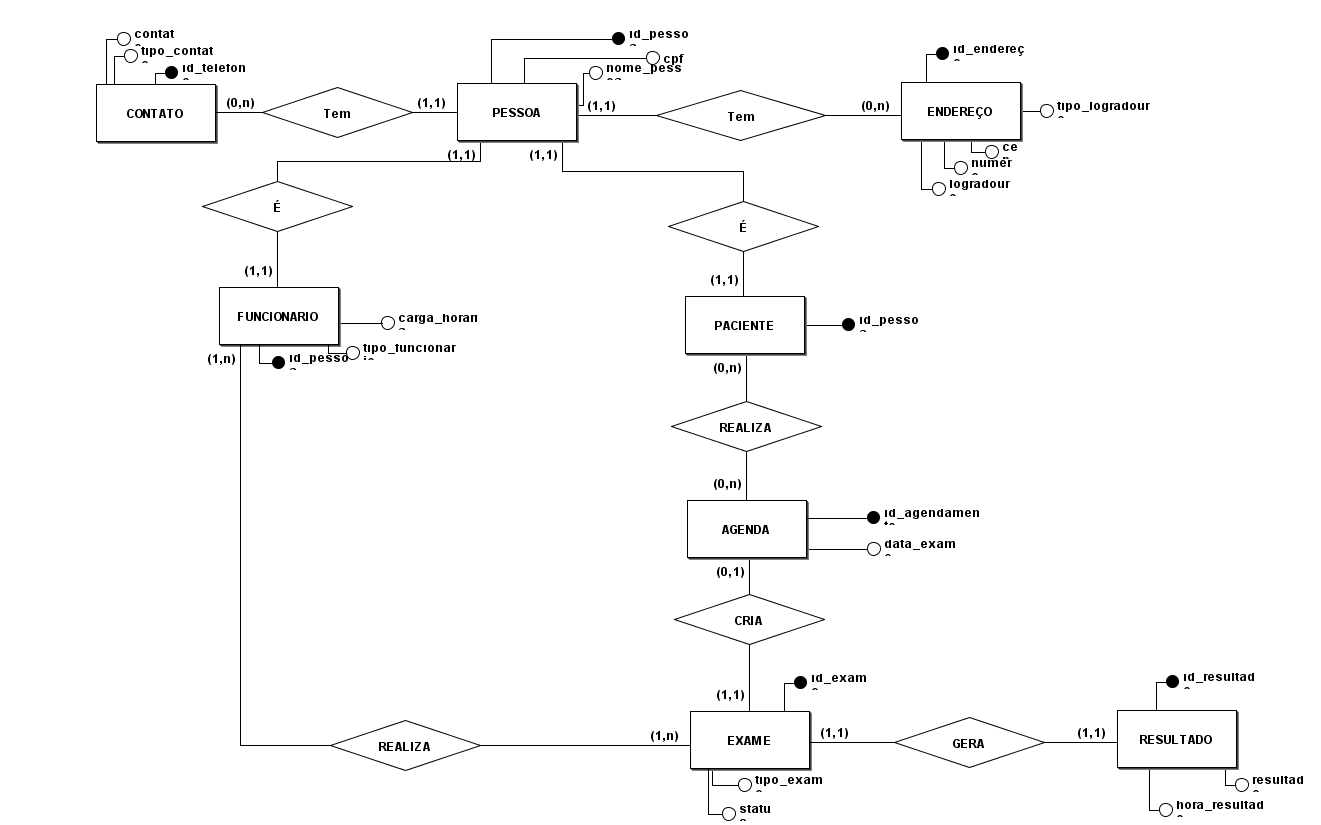 contat
tipo_contat
id_telefon
CONTATO
(0,n)
Tem
(1,1)
id_pesso
cpf
nome_pess
PESSOA
(1,1)
Tem
(0,n)
id_endereç
ENDEREÇO
tipo_logradour
ce
numer
logradour
(1,1)
(1,1)
É
É
(1,1)
(1,1)
FUNCIONARIO
carga_horari
tipo_funcionar
id_pesso
(1,n)
PACIENTE
id_pesso
(0,n)
REALIZA
(0,n)
AGENDA
id_agendamen
data_exam
(0,1)
CRIA
(1,1)
id_exam
REALIZA
(1,n)
EXAME
(1,1)
GERA
(1,1)
id_resultad
RESULTADO
tipo_exam
statu
resultad
hora_resultad